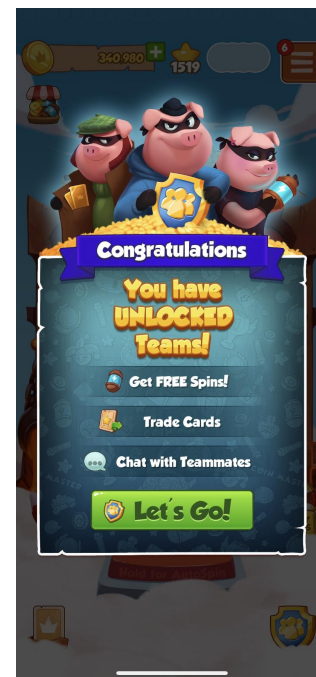 340 980
1519
6
Congratulations
You have
UNLOCKED
Teams!
Get FREE Spins!
Trade Cards
Chat with Teammates
Let's Go!